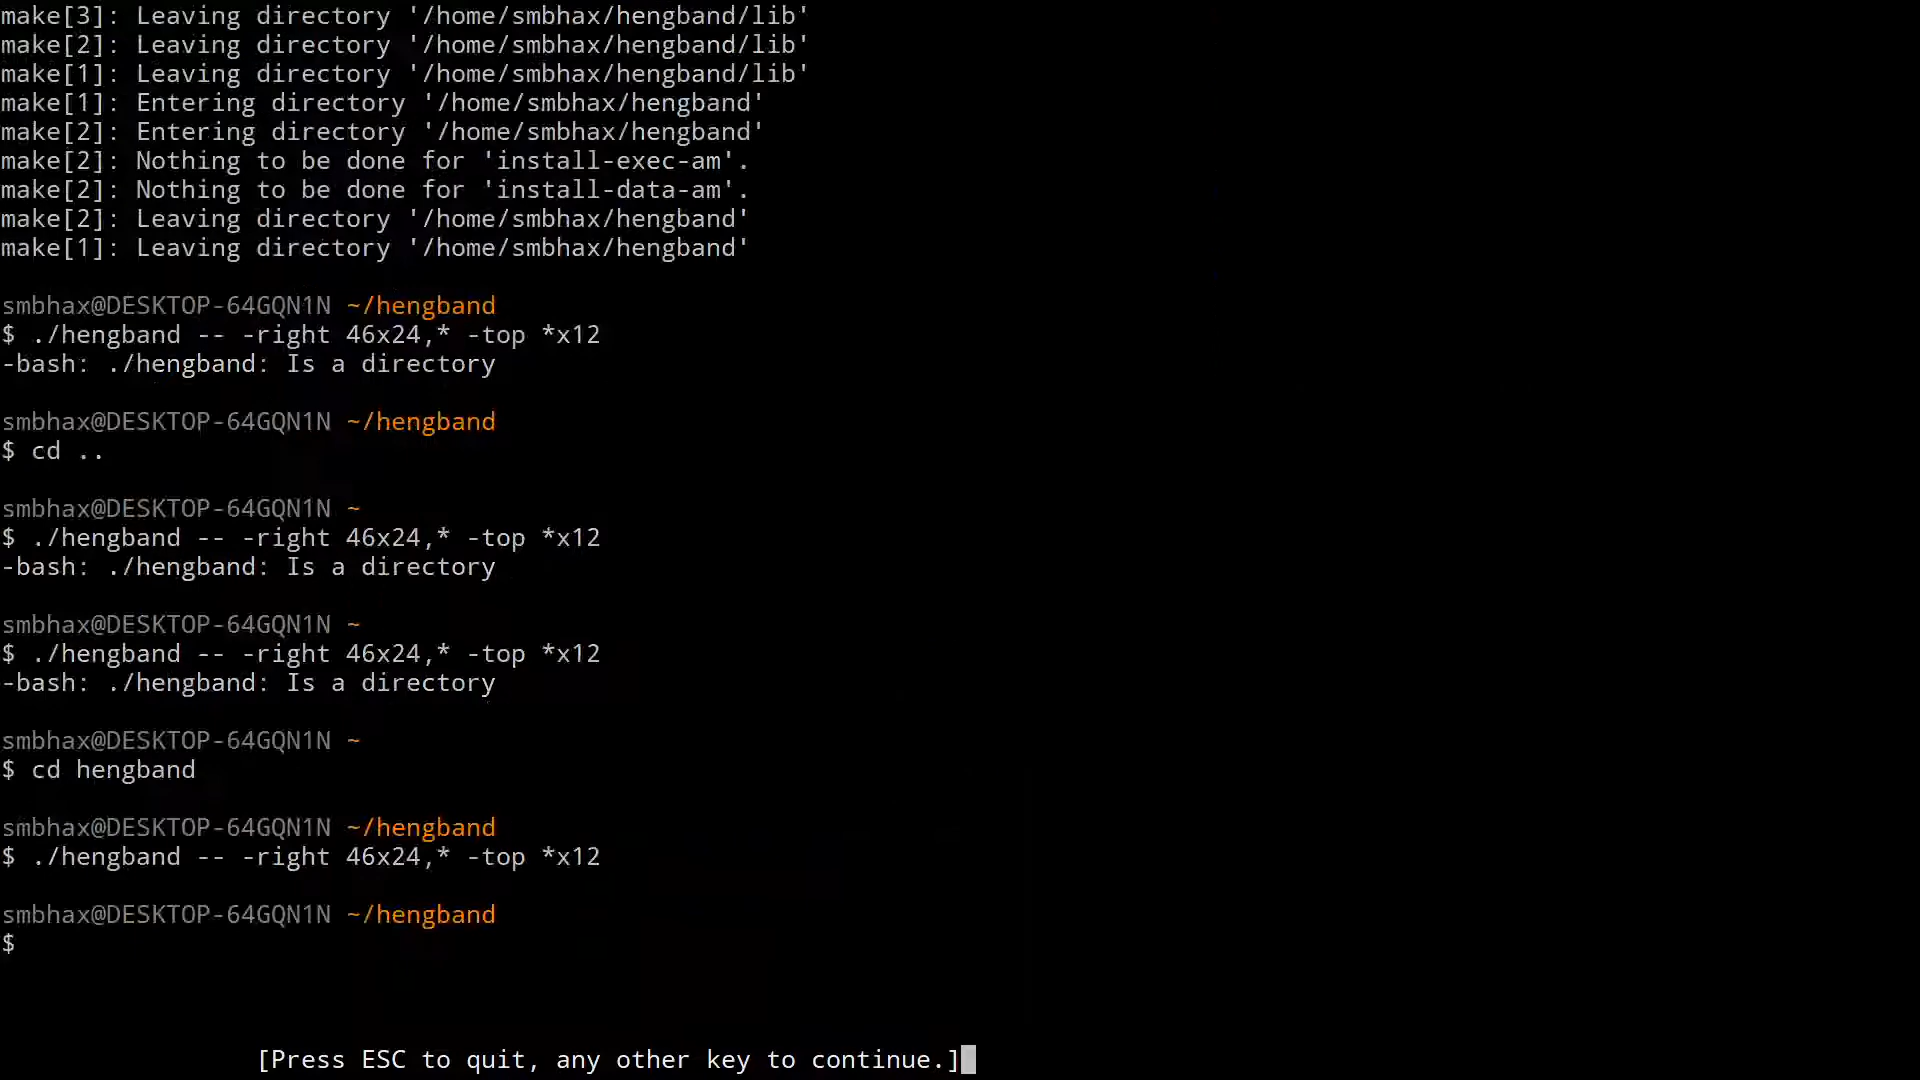 make[3]: Leaving directory '/home/smbhax/hengband/lib'
make[2]: Leaving directory '/home/smbhax/hengband/lib'
make[1]: Leaving directory '/home/smbhax/hengband/lib'
make[1]: Entering directory '/home/smbhax/hengband'
make[2]: Entering directory '/home/smbhax/hengband'
make[2]: Nothing to be done for 'install-exec-am'.
make[2]: Nothing to be done for 'install-data-am'.
make[2]: Leaving directory '/home/smbhax/hengband'
make[1]: Leaving directory '/home/smbhax/hengband'
smbhax@DESKTOP-64GQN1N ~/hengband
$ ./hengband -- -right 46x24,* -top *x12
-bash: ./hengband: Is a directory
smbhax@DESKTOP-64GQN1N ~/hengband
$ cd ..
smbhax@DESKTOP-64GQN1N ~
$ ./hengband -- -right 46x24,* -top *x12
-bash: ./hengband: Is a directory
smbhax@DESKTOP-64GQN1N ~
$ ./hengband -- -right 46x24,* -top *x12
-bash: ./hengband: Is a directory
smbhax@DESKTOP-64GQN1N ~
$ cd hengband
smbhax@DESKTOP-64GQN1N ~/hengband
$ ./hengband -- -right 46x24,* -top *x12
smbhax@DESKTOP-64GQN1N ~/hengband
$
[Press ESC to quit, any other key to continue.]